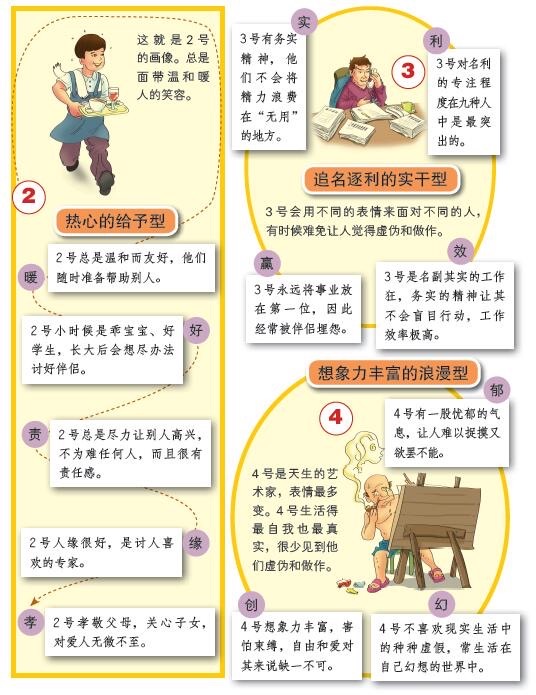 这就是2号
的画像。总是
面带温和暖
人的笑容。
2
热心的给予型
暖
2号总是温和而友好，他们
随时准备帮助别人。
好
2号小时候是乖宝宝、好
学生，长大后会想尽办法
讨好伴侣。
责
2号总是尽力让别人高兴，
不为难任何人，而且很有
责任感。
缘
2号人缘很好，是讨人喜
欢的专家。
孝
2号孝敬父母，关心子女，
对爱人无微不至。
实
3号有务实
精神，他
们不会将
精力浪费
在“无用”
的地方。
3
利
3号对名利
的专注程
度在九种人
中是最突
出的。
追名逐利的实干型
3号会用不同的表情来面对不同的人，
有时候难免让人觉得虚伪和做作。
赢
3号永远将事业放
在第一位，因此
经常被伴侣埋怨。
效
3号是名副其实的工作
狂，务实的精神让其
不会盲目行动，工作
效率极高。
想象力丰富的浪漫型
4
郁
4号有一股忧郁的气
息，让人难以捉摸又
欲罢不能。
4号是天生的艺
术家，表情最多
变。4号生活得
最自我也最真
实，很少见到他
们虚伪和做作。
创
4号想象力丰富，害
怕束缚，自由和爱对
其来说缺一不可。
幻
4号不喜欢现实生活中
的种种虚假，常生活在
自己幻想的世界中。